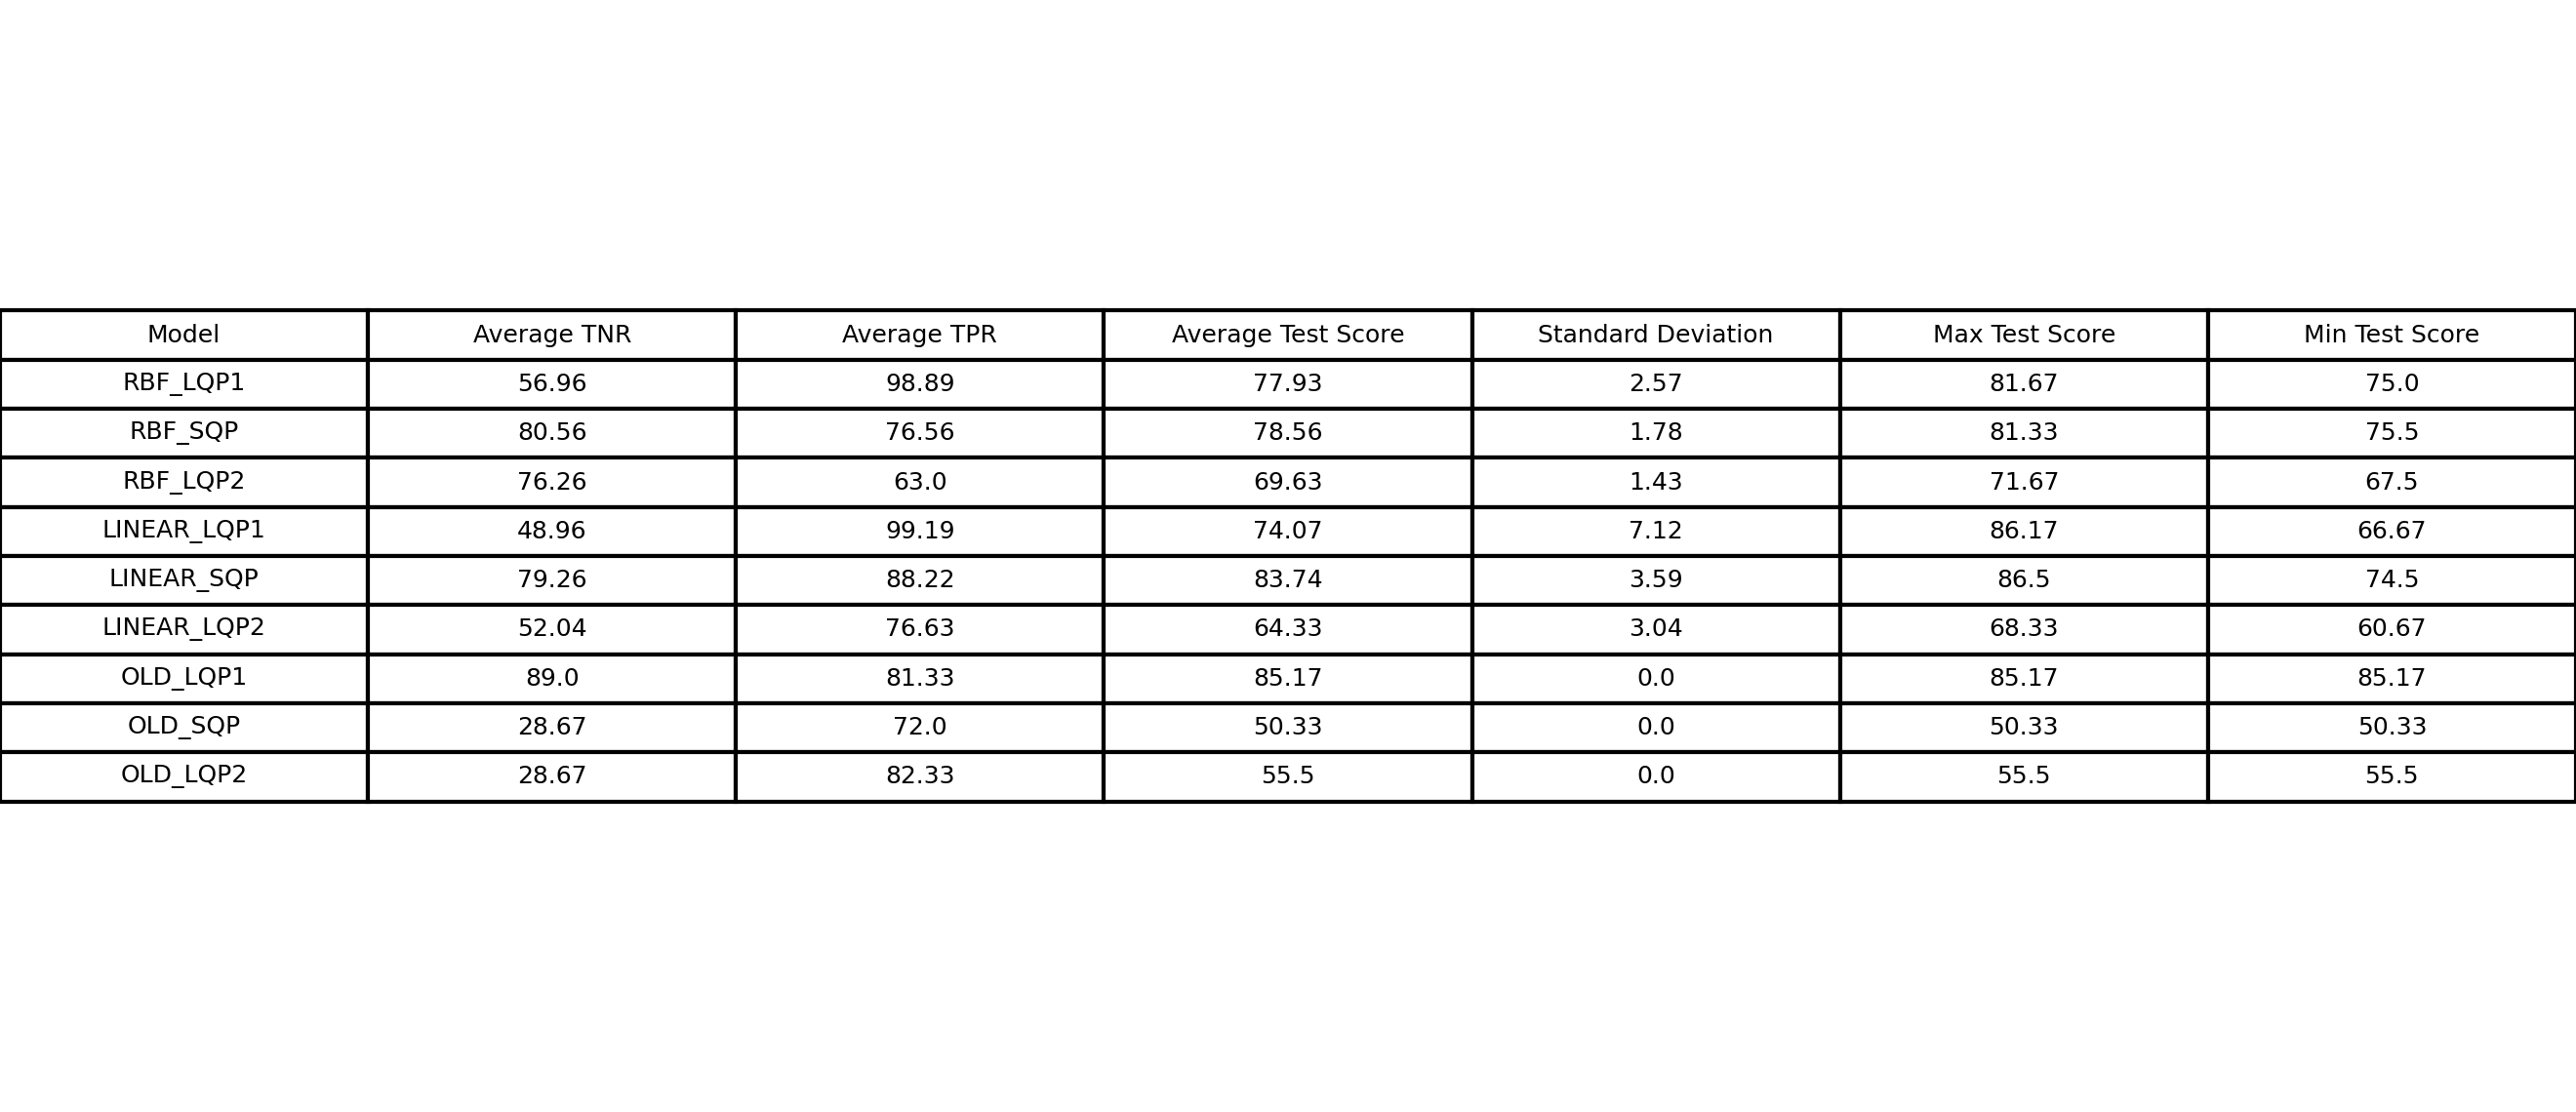 Model Average TNR Average TPR Average Test Score Standard Deviation Max Test Score Min Test Score
RBF_LQP1 56.96 98.89 77.93 2.57 81.67 75.0
RBF_SQP 80.56 76.56 78.56 1.78 81.33 75.5
RBF_LQP2 76.26 63.0 69.63 1.43 71.67 67.5
LINEAR_LQP1 48.96 99.19 74.07 7.12 86.17 66.67
LINEAR_SQP 79.26 88.22 83.74 3.59 86.5 74.5
LINEAR_LQP2 52.04 76.63 64.33 3.04 68.33 60.67
OLD_LQP1 89.0 81.33 85.17 0.0 85.17 85.17
OLD_SQP 28.67 72.0 50.33 0.0 50.33 50.33
OLD_LQP2 28.67 82.33 55.5 0.0 55.5 55.5